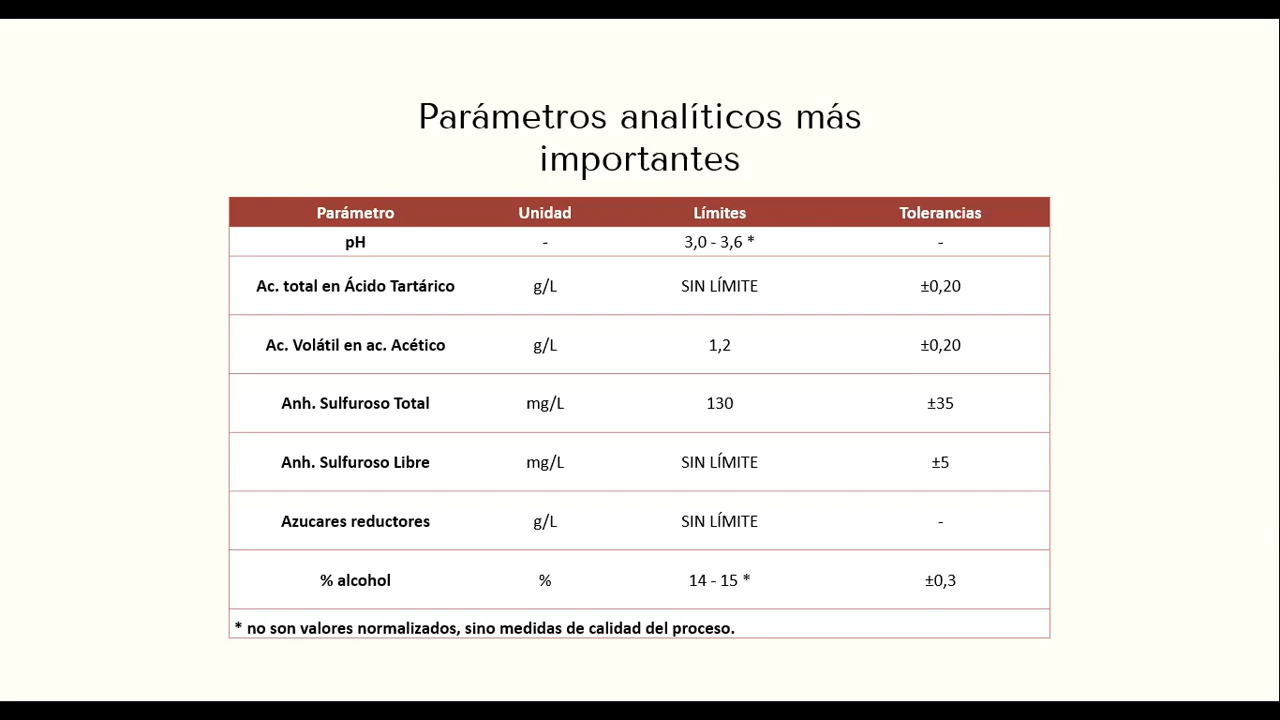 Parámetros analíticos más
importantes
Parámetro Unidad Límites Tolerancias
pH - 3,0 - 3,6 * -
Ac. total en Ácido Tartárico g/L SIN LÍMITE ±0,20
Ac. Volátil en ac. Acético g/L 1,2 ±0,20
Anh. Sulfuroso Total mg/L 130 ±35
Anh. Sulfuroso Libre mg/L SIN LÍMITE ±5
Azucares reductores g/L SIN LÍMITE -
% alcohol % 14 - 15 * ±0,3
* no son valores normalizados, sino medidas de calidad del proceso.